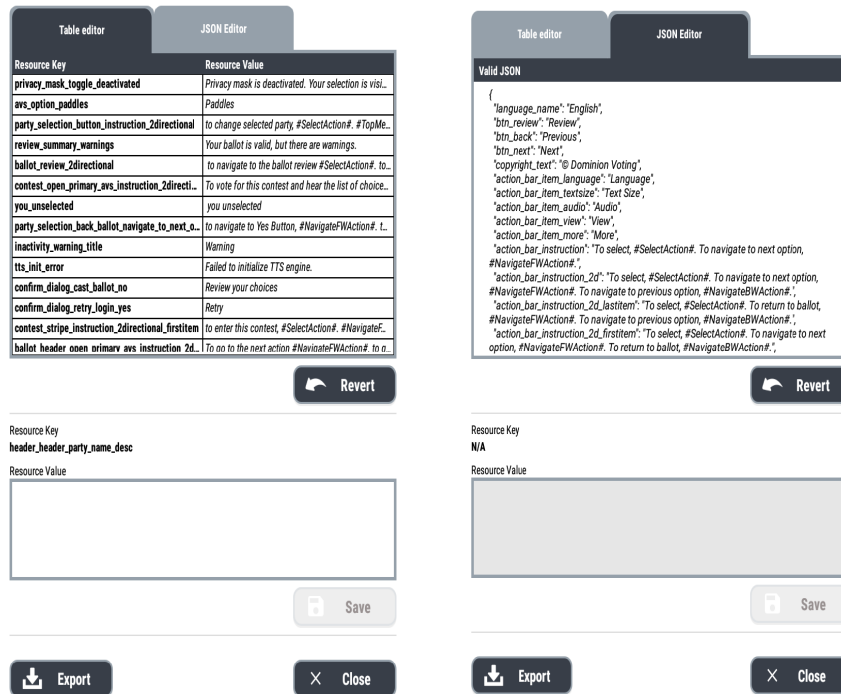 Table editor
JSON Editor
Resource Key Resource Value
privacy_mask_toggle_deactivated Privacy mask is deactivated. Your selection is visi...
avs_option_paddles Paddles
party_selection_button_instruction_2directional to change selected party, #SelectAction#. #TopMe...
review_summary_warnings Your ballot is valid, but there are warnings.
ballot_review_2directional to navigate to the ballot review #SelectAction#. to...
contest_open_primary_avs_instruction_2directi... To vote for this contest and hear the list of choice...
you_unselected you unselected
party_selection_back_ballot_navigate_to_next_o... to navigate to Yes Button, #NavigateFWAction#. t...
inactivity_warning_title Warning
tts_init_error Failed to initialize TTS engine.
confirm_dialog_cast_ballot_no Review your choices
confirm_dialog_retry_login_yes Retry
contest_stripe_instruction_2directional_firstitem to enter this contest, #SelectAction#. #NavigateF...
ballot_header_open_primary_avs_instruction_2d... To go to the next action #NavigateFWAction#. to g...
Revert
Resource Key
header_header_party_name_desc
Resource Value
Save
Export
Close
Table editor
JSON Editor
Valid JSON
{
"language_name": "English",
"btn_review": "Review",
"btn_back": "Previous",
"btn_next": "Next",
"copyright_text": "© Dominion Voting",
"action_bar_item_language": "Language",
"action_bar_item_textsize": "Text Size",
"action_bar_item_audio": "Audio",
"action_bar_item_view": "View",
"action_bar_item_more": "More",
"action_bar_instruction": "To select, #SelectAction#. To navigate to next option,
#NavigateFWAction#.",
"action_bar_instruction_2d": "To select, #SelectAction#. To navigate to next option,
#NavigateFWAction#. To navigate to previous option, #NavigateBWAction#.",
"action_bar_instruction_2d_lastitem": "To select, #SelectAction#. To return to ballot,
#NavigateFWAction#. To navigate to previous option, #NavigateBWAction#.",
"action_bar_instruction_2d_firstitem": "To select, #SelectAction#. To navigate to next
option, #NavigateFWAction#. To return to ballot, #NavigateBWAction#.",
Revert
Resource Key
N/A
Resource Value
Save
Export
Close